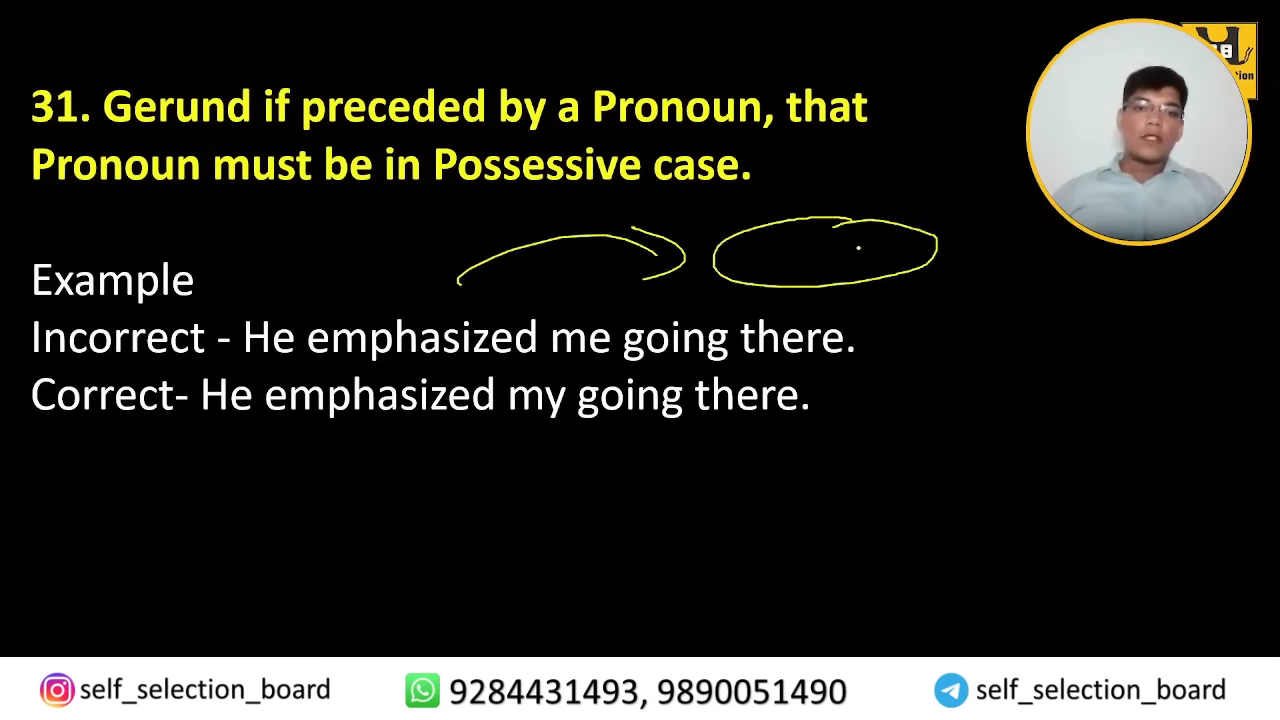 31. Gerund if preceded by a Pronoun, that
Pronoun must be in Possessive case.
Example
Incorrect - He emphasized me going there.
Correct- He emphasized my going there.
self_selection_board
9284431493, 9890051490
self_selection_board